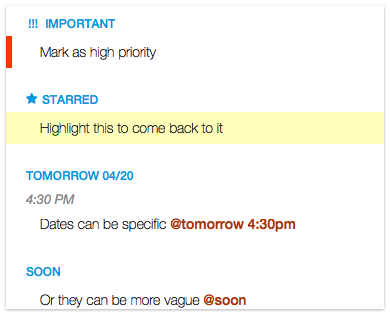 !!! IMPORTANT
Mark as high priority
STARRED
Highlight this to come back to it
TOMORROW 04/20
4:30 PM
Dates can be specific @tomorrow 4:30pm
SOON
Or they can be more vague @soon